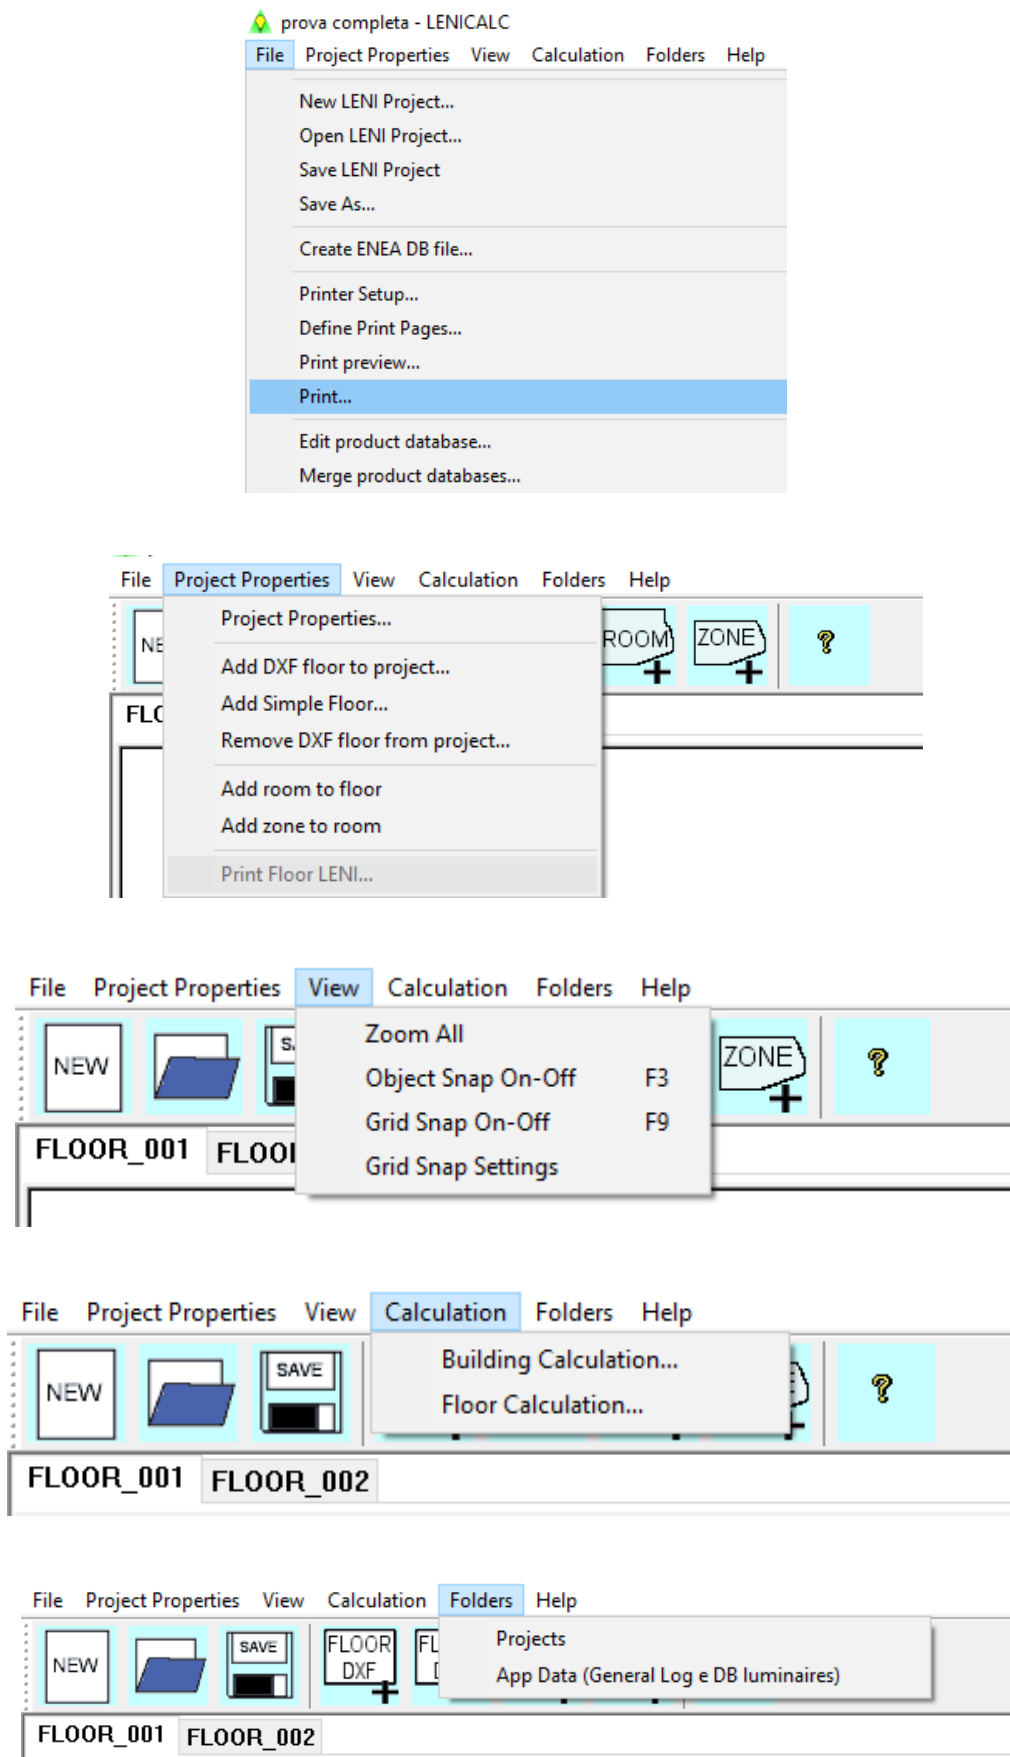 prova completa - LENICALC
File Project Properties View Calculation Folders Help
New LENI Project...
Open LENI Project...
Save LENI Project
Save As...
Create ENEA DB file...
Printer Setup...
Define Print Pages...
Print preview...
Print...
Edit product database...
Merge product databases...
File Project Properties View Calculation Folders Help
Project Properties...
NE ROOM ZONE ?
Add DXF floor to project...
FLO Add Simple Floor...
Remove DXF floor from project...
Add room to floor
Add zone to room
Print Floor LENI...
File Project Properties View Calculation Folders Help
Zoom All
NEW SA ZONE ?
Object Snap On-Off F3
Grid Snap On-Off F9
FLOOR_001 FLOOR
Grid Snap Settings
File Project Properties View Calculation Folders Help
Building Calculation...
NEW SAVE ?
Floor Calculation...
FLOOR_001 FLOOR_002
File Project Properties View Calculation Folders Help
Projects
NEW SAVE FLOOR DXF FL
App Data (General Log e DB luminaires)
FLOOR_001 FLOOR_002